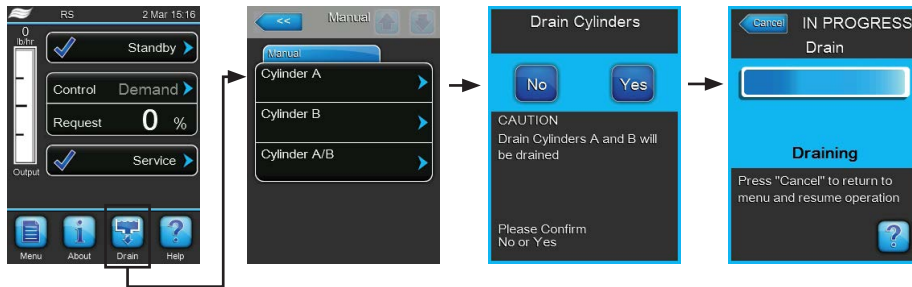 RS 2 Mar 15:16
0
lb/hr
Standby
Control Demand
Request 0 %
Service
Output
Menu About Drain Help
<< Manual
Manual
Cylinder A
Cylinder B
Cylinder A/B
Drain Cylinders
No Yes
CAUTION
Drain Cylinders A and B will
be drained
Please Confirm
No or Yes
Cancel IN PROGRESS
Drain
Draining
Press "Cancel" to return to
menu and resume operation
?